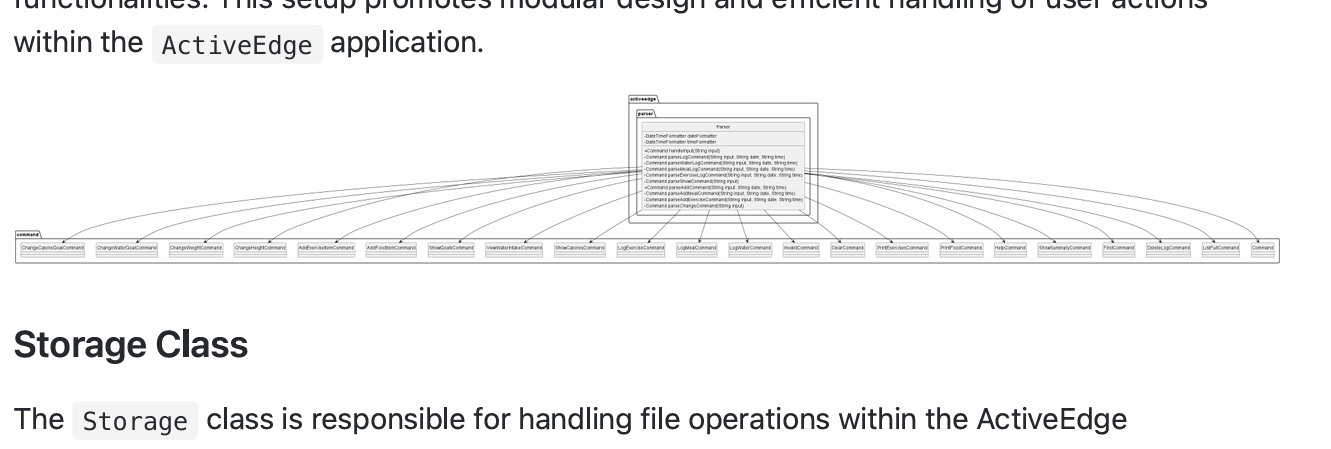 functionalities. This setup promotes modular design and efficient handling of user actions
within the ActiveEdge application.
activeedge
parser
Parser
-DateTimeFormatter dateFormatter
-DateTimeFormatter timeFormatter
+Command handleInput(String input)
-Command parseLogCommand(String input, String date, String time)
-Command parseWaterLogCommand(String input, String date, String time)
-Command parseMealLogCommand(String input, String date, String time)
-Command parseExerciseLogCommand(String input, String date, String time)
-Command parseShowCommand(String input)
+Command parseAddCommand(String input, String date, String time)
-Command parseAddMealCommand(String input, String date, String time)
-Command parseAddExerciseCommand(String input, String date, String time)
-Command parseChangeCommand(String input)
command
ChangeCalorieGoalCommand ChangeWaterGoalCommand ChangeWeightCommand ChangeHeightCommand AddExerciseItemCommand AddFoodItemCommand ShowGoalsCommand ViewWaterIntakeCommand ShowCaloriesCommand LogExerciseCommand LogMealCommand LogWaterCommand InvalidCommand ClearCommand PrintExercisesCommand PrintFoodCommand HelpCommand ShowSummaryCommand FindCommand DeleteLogCommand ListFullCommand Command
Storage Class
The Storage class is responsible for handling file operations within the ActiveEdge